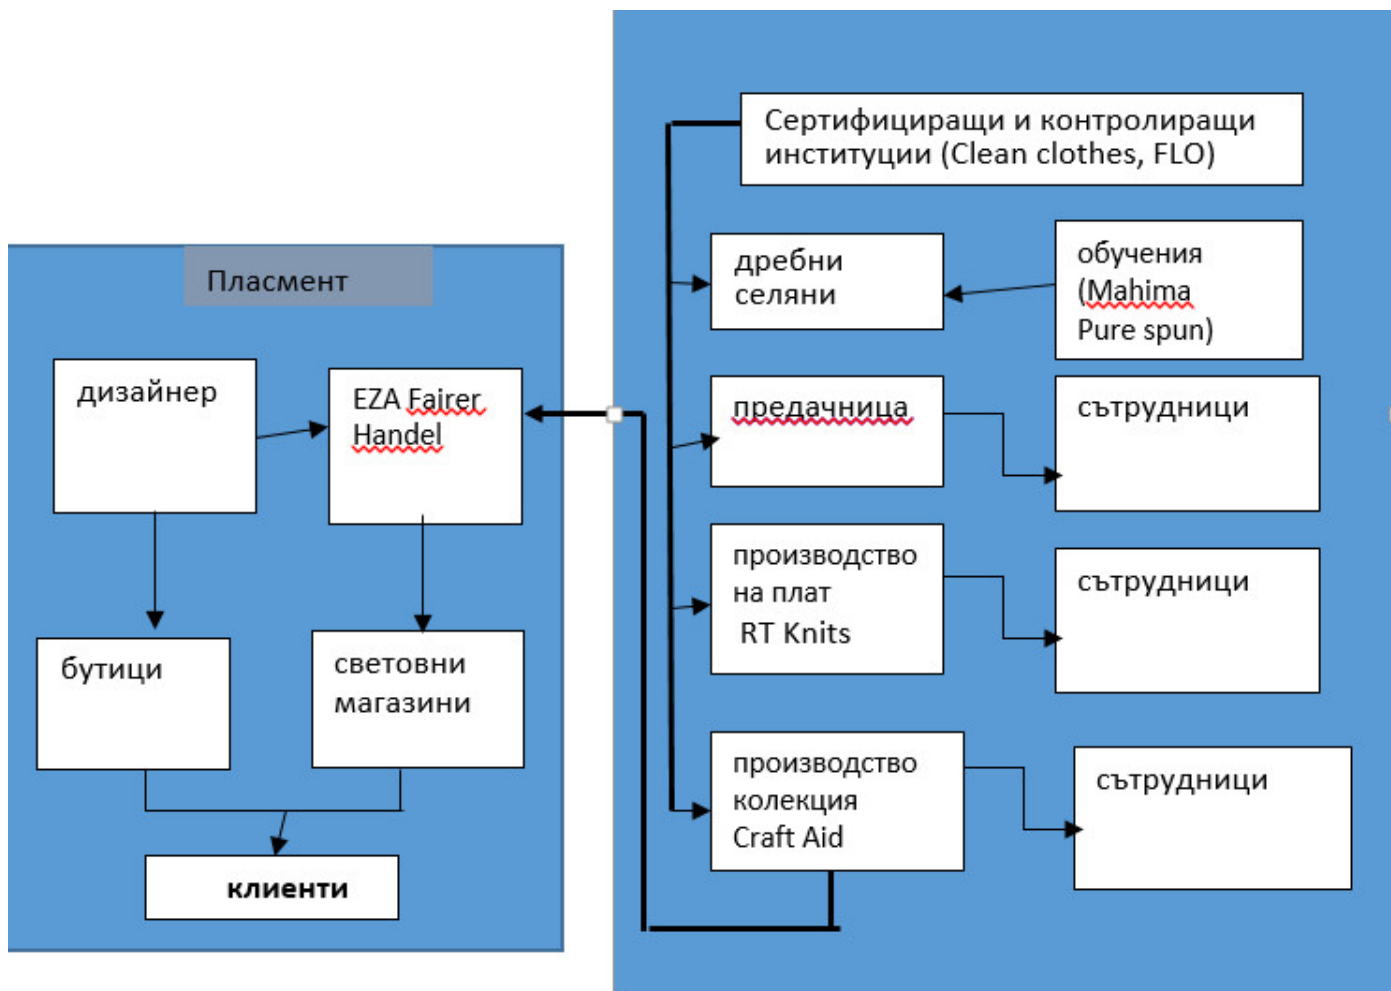 Пласмент
дизайнер
EZA Fairer
Handel
бутици
световни
магазини
клиенти
Сертифициращи и контролиращи
институции (Clean clothes, FLO)
дребни
селяни
обучения
(Mahima
Pure spun)
предачница
сътрудници
производство
на плат
RT Knits
сътрудници
производство
колекция
Craft Aid
сътрудници